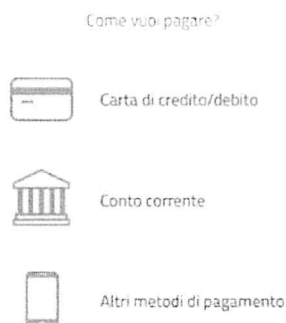 Come vuoi pagare?
Carta di credito/debito
Conto corrente
Altri metodi di pagamento